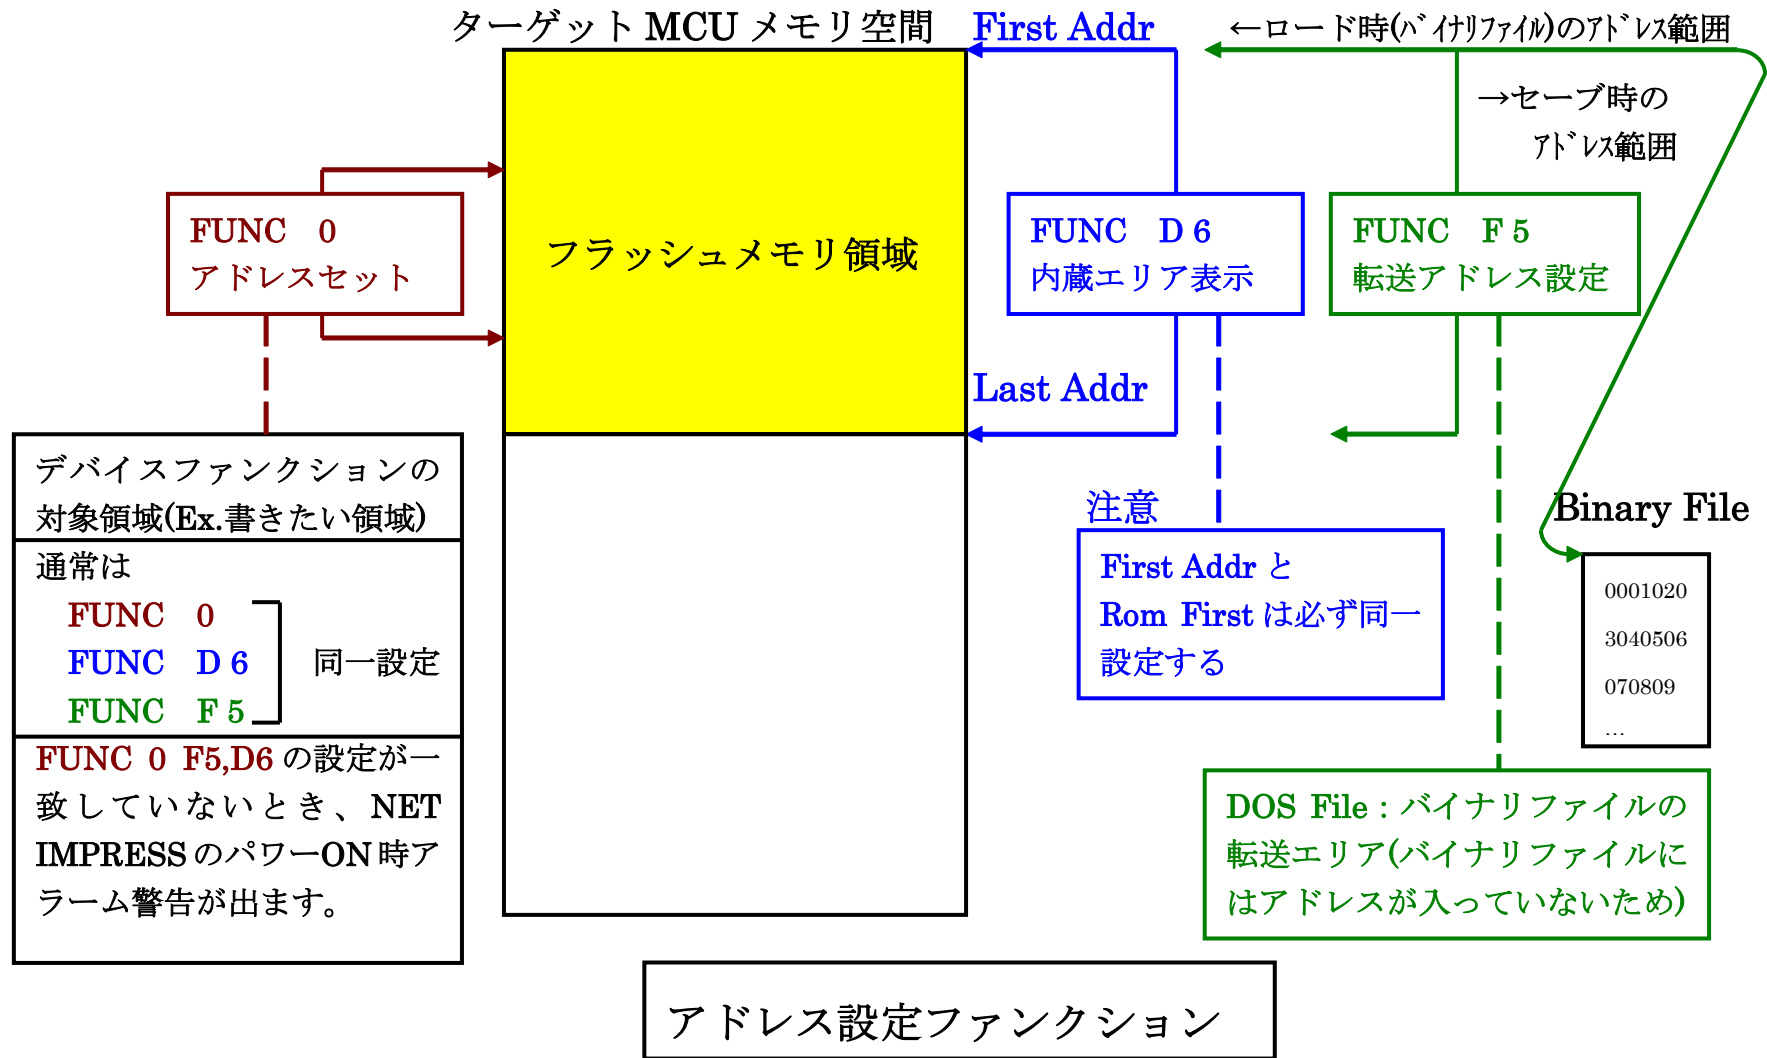 ターゲット MCU メモリ空間
First Addr
←ロード時(ﾊﾞｲﾅﾘﾌｧｲﾙ)のｱﾄﾞﾚｽ範囲
→セーブ時の
ｱﾄﾞﾚｽ範囲
FUNC 0
アドレスセット
フラッシュメモリ領域
FUNC D 6
内蔵エリア表示
FUNC F 5
転送アドレス設定
Last Addr
デバイスファンクションの
対象領域(Ex.書きたい領域)
通常は
FUNC 0
FUNC D 6
FUNC F 5
同一設定
FUNC 0 F5,D6 の設定が一
致していないとき、NET
IMPRESS のパワーON 時ア
ラーム警告が出ます。
注意
First Addr と
Rom First は必ず同一
設定する
Binary File
0001020
3040506
070809
…
DOS File : バイナリファイルの
転送エリア(バイナリファイルに
はアドレスが入っていないため)
アドレス設定ファンクション